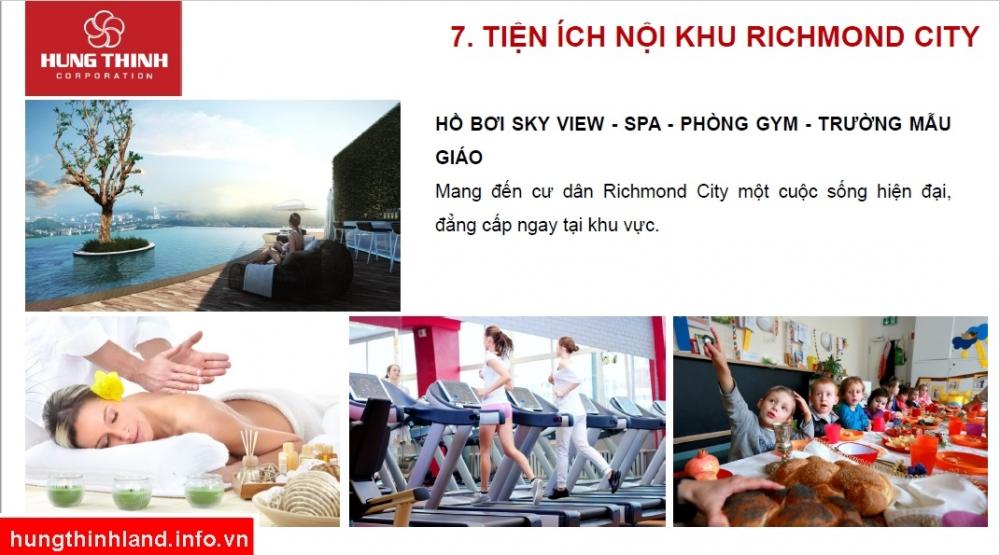 HUNG THINH
CORPORATION
7. TIỆN ÍCH NỘI KHU RICHMOND CITY
HỒ BƠI SKY VIEW - SPA - PHÒNG GYM - TRƯỜNG MẪU
GIÁO
Mang đến cư dân Richmond City một cuộc sống hiện đại,
đẳng cấp ngay tại khu vực.
hungthinhland.info.vn